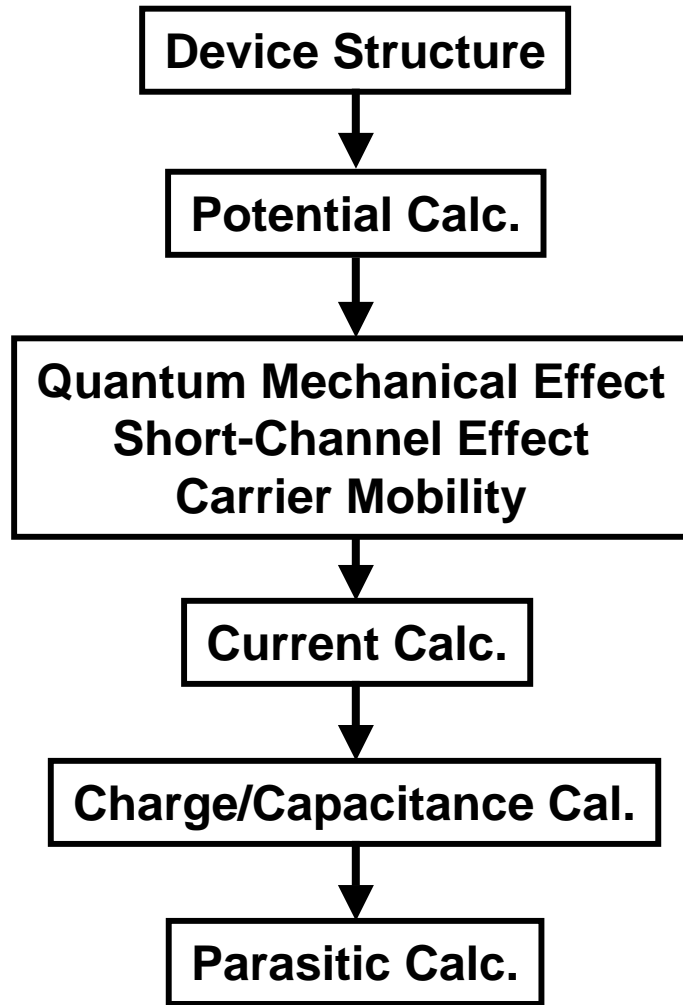 Device Structure
Potential Calc.
Quantum Mechanical Effect
Short-Channel Effect
Carrier Mobility
Current Calc.
Charge/Capacitance Cal.
Parasitic Calc.